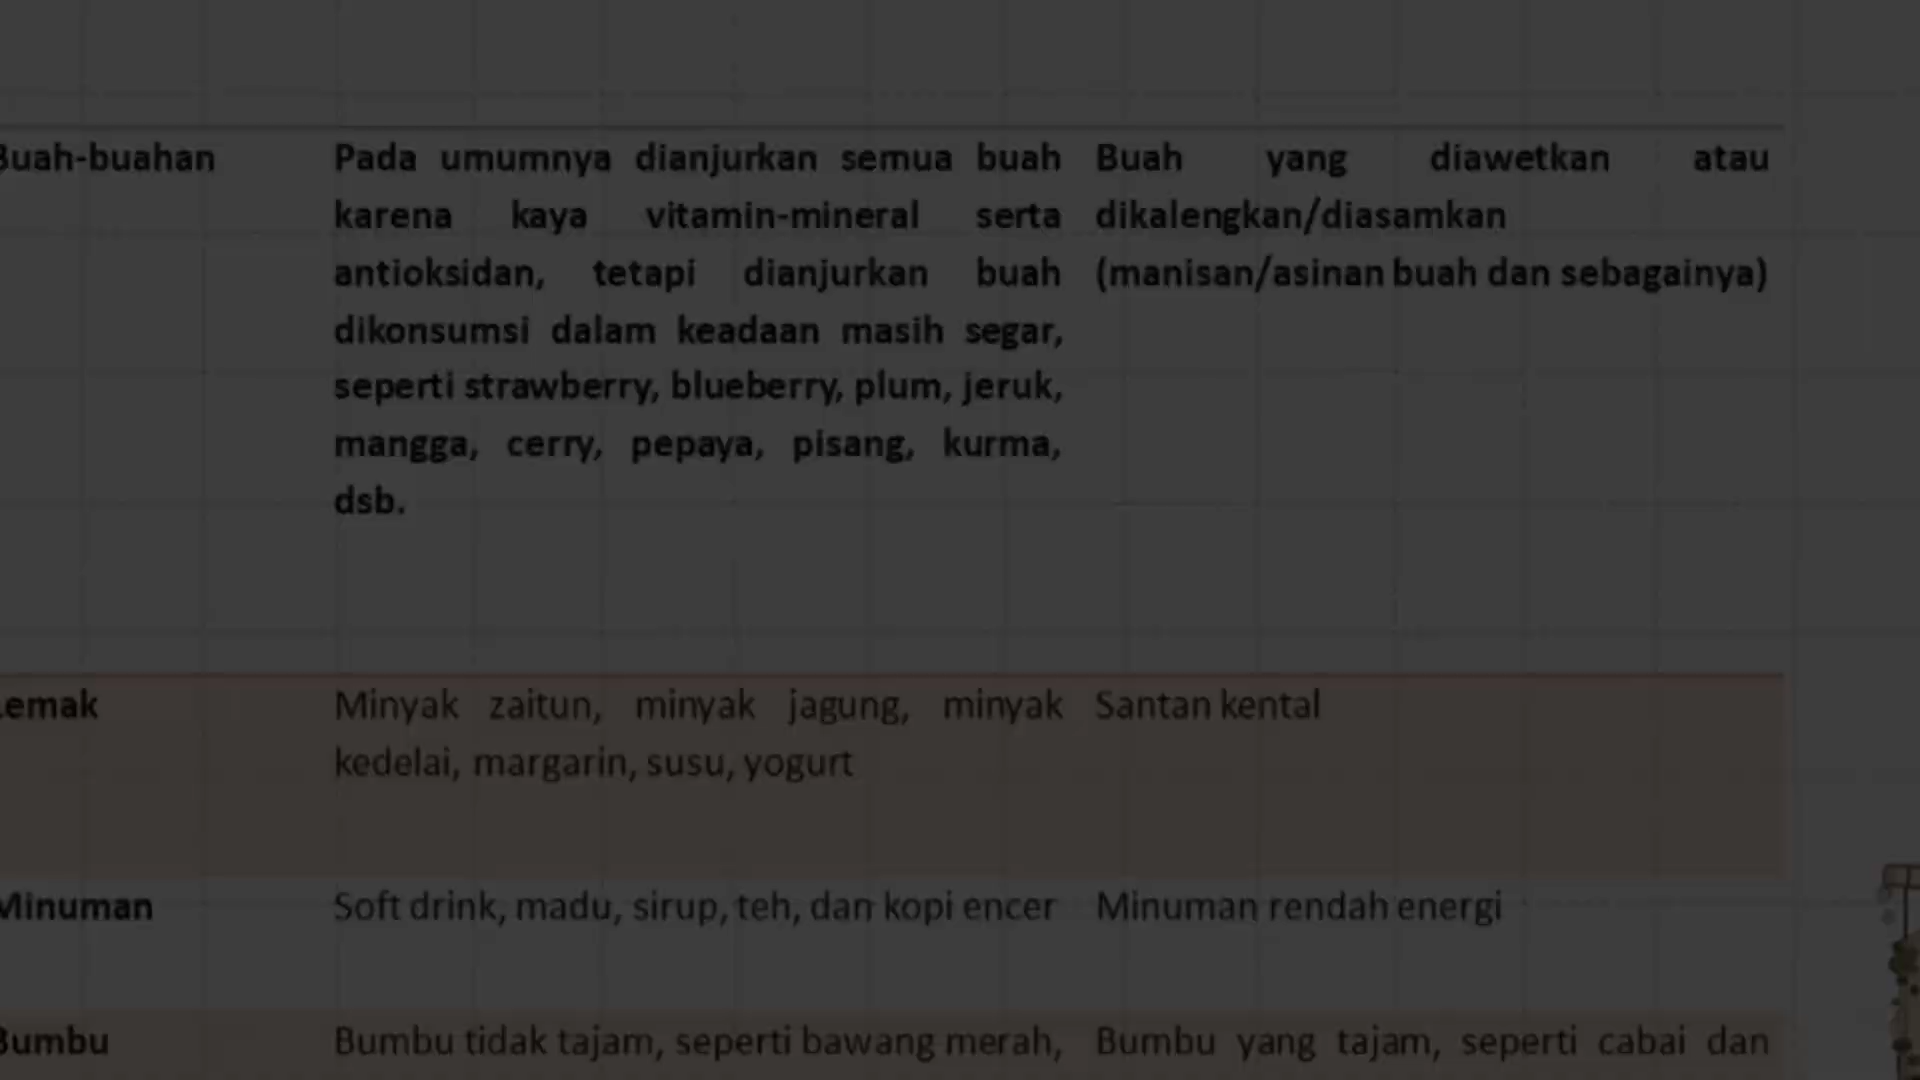 Buah-buahan
Pada umumnya dianjurkan semua buah
karena kaya vitamin-mineral serta
antioksidan, tetapi dianjurkan buah
dikonsumsi dalam keadaan masih segar,
seperti strawberry, blueberry, plum, jeruk,
mangga, cerry, pepaya, pisang, kurma,
dsb.
Buah yang diawetkan atau
dikalengkan/diasamkan
(manisan/asinan buah dan sebagainya)
Lemak
Minyak zaitun, minyak jagung, minyak
kedelai, margarin, susu, yogurt
Santan kental
Minuman
Soft drink, madu, sirup, teh, dan kopi encer
Minuman rendah energi
Bumbu
Bumbu tidak tajam, seperti bawang merah,
Bumbu yang tajam, seperti cabai dan